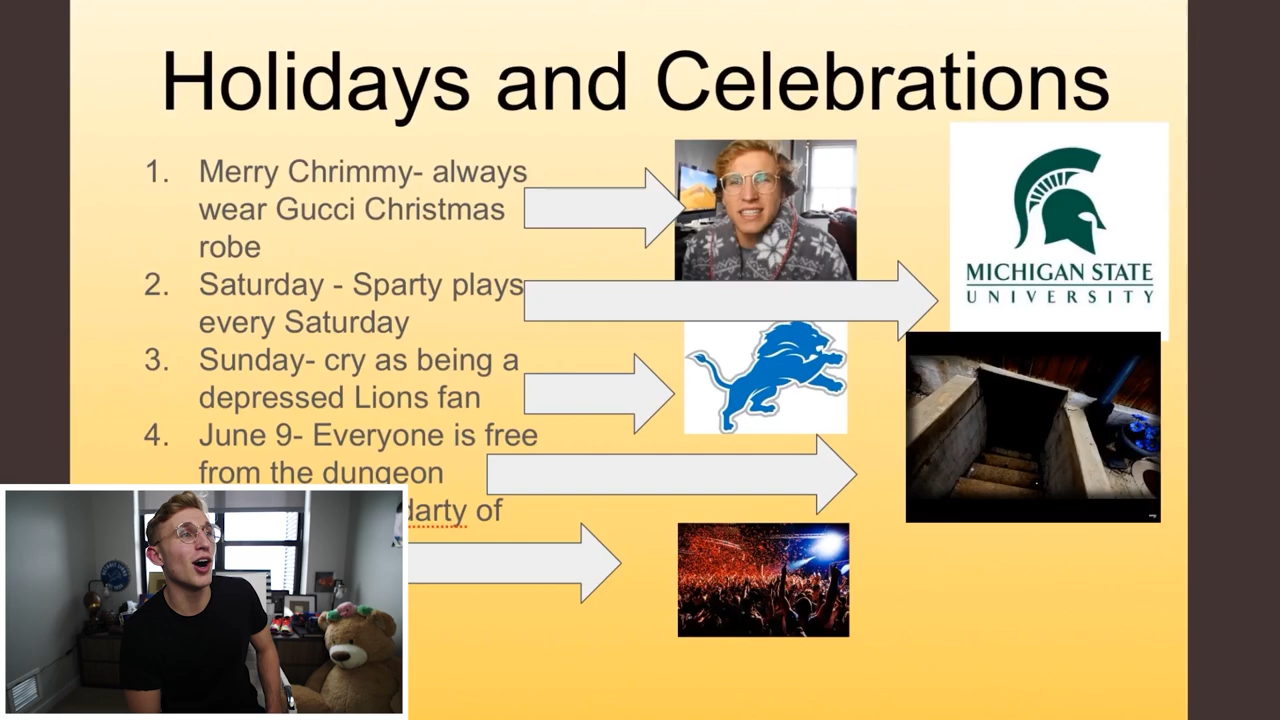 Holidays and Celebrations
1. Merry Chrimmy- always
wear Gucci Christmas
robe
2. Saturday - Sparty plays
every Saturday
3. Sunday- cry as being a
depressed Lions fan
4. June 9- Everyone is free
from the dungeon
darty of
MICHIGAN STATE
UNIVERSITY